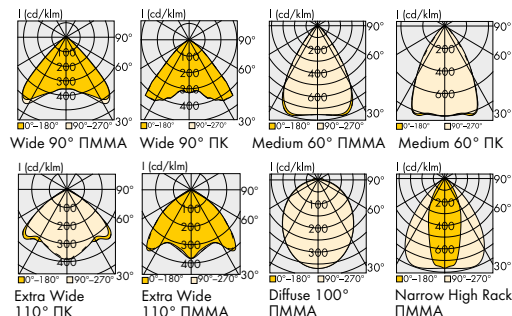 I (cd/klm) I (cd/klm) I (cd/klm) I (cd/klm)
90° 90° 90° 90°
100 100 200 200
60° 60° 60° 60°
200 200 400 400
300 300 600 600
400 400
30° 30° 30° 30°
0°–180° 90°–270° 0°–180° 90°–270° 0°–180° 90°–270° 0°–180° 90°–270°
Wide 90° ПММА Wide 90° ПК Medium 60° ПММА Medium 60° ПК
I (cd/klm) I (cd/klm) I (cd/klm) I (cd/klm)
90° 90° 90° 90°
100 100 200 200
60° 60° 60° 60°
200 200 400 400
300 300 600
400 400
30° 30° 30° 30°
0°–180° 90°–270° 0°–180° 90°–270° 0°–180° 90°–270° 0°–180° 90°–270°
Extra Wide Extra Wide Diffuse 100° Narrow High Rack
110° ПК 110° ПММА ПММА ПММА